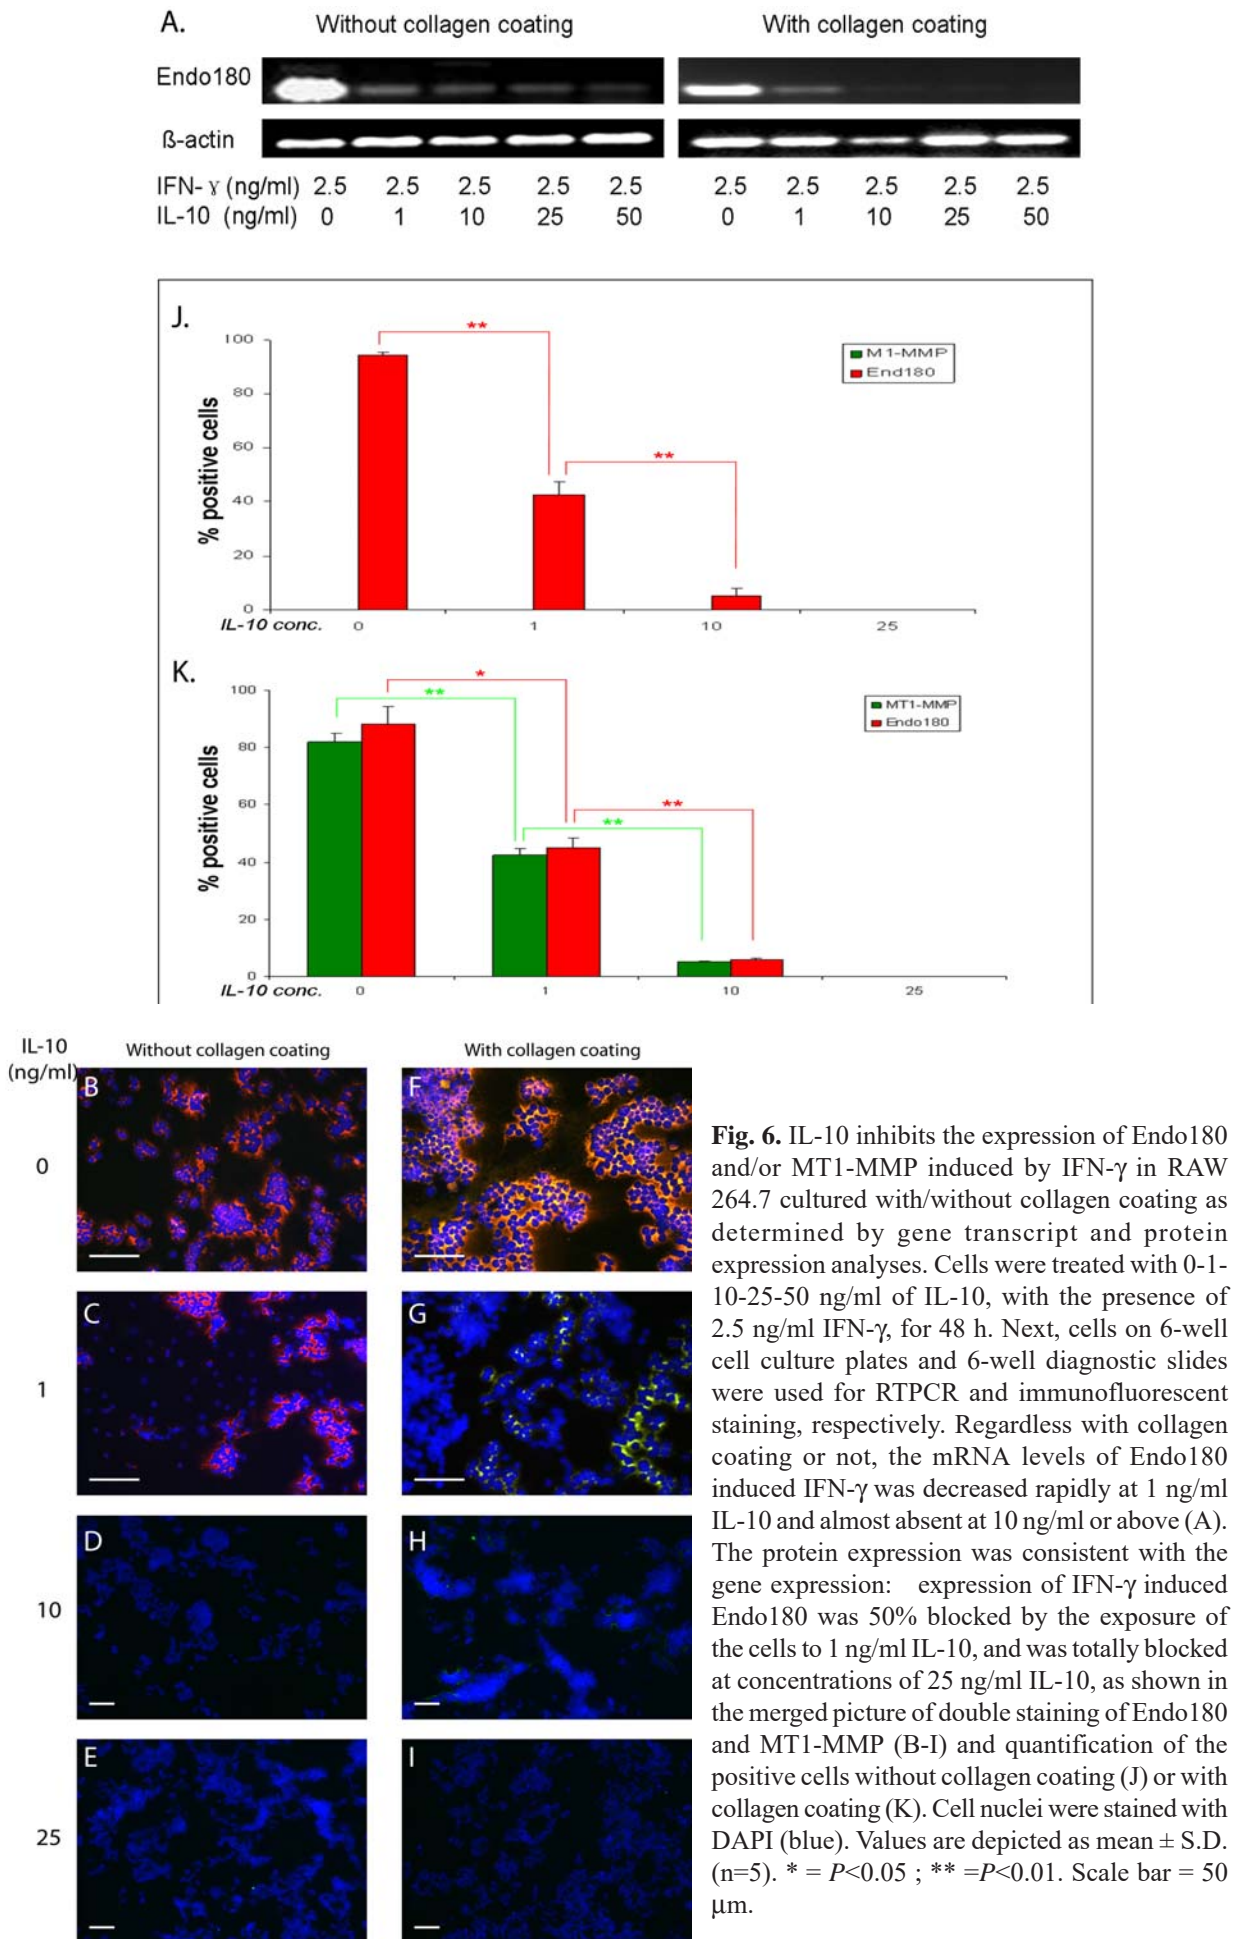 A.
Without collagen coating
With collagen coating
Endo180
ß-actin
IFN- γ (ng/ml) 2.5 2.5 2.5 2.5 2.5 2.5 2.5 2.5 2.5 2.5
IL-10 (ng/ml) 0 1 10 25 50 0 1 10 25 50
J.
100
80
60
40
20
0
% positive cells
**
**
M1-MMP
End180
IL-10 conc. 0 1 10 25
K.
100
80
60
40
20
0
% positive cells
**
*
**
**
MT1-MMP
Endo180
IL-10 conc. 0 1 10 25
IL-10
(ng/ml)
Without collagen coating
With collagen coating
B
F
0
C
G
1
D
H
10
E
I
25
Fig. 6. IL-10 inhibits the expression of Endo180
and/or MT1-MMP induced by IFN-γ in RAW
264.7 cultured with/without collagen coating as
determined by gene transcript and protein
expression analyses. Cells were treated with 0-1-
10-25-50 ng/ml of IL-10, with the presence of
2.5 ng/ml IFN-γ, for 48 h. Next, cells on 6-well
cell culture plates and 6-well diagnostic slides
were used for RTPCR and immunofluorescent
staining, respectively. Regardless with collagen
coating or not, the mRNA levels of Endo180
induced IFN-γ was decreased rapidly at 1 ng/ml
IL-10 and almost absent at 10 ng/ml or above (A).
The protein expression was consistent with the
gene expression: expression of IFN-γ induced
Endo180 was 50% blocked by the exposure of
the cells to 1 ng/ml IL-10, and was totally blocked
at concentrations of 25 ng/ml IL-10, as shown in
the merged picture of double staining of Endo180
and MT1-MMP (B-I) and quantification of the
positive cells without collagen coating (J) or with
collagen coating (K). Cell nuclei were stained with
DAPI (blue). Values are depicted as mean ± S.D.
(n=5). * = P<0.05 ; ** =P<0.01. Scale bar = 50
μm.